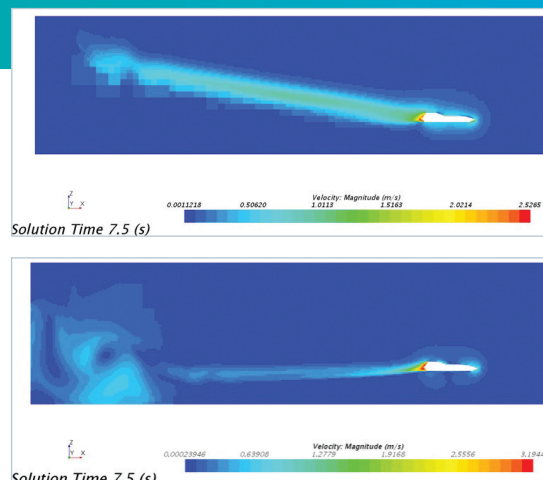 Z
Y X
Velocity: Magnitude (m/s)
0.0011218 0.50620 1.0113 1.5163 2.0214 2.5265
Solution Time 7.5 (s)
Z
Y X
Velocity: Magnitude (m/s)
0.00023946 0.63908 1.2779 1.9168 2.5556 3.1944
Solution Time 7.5 (s)